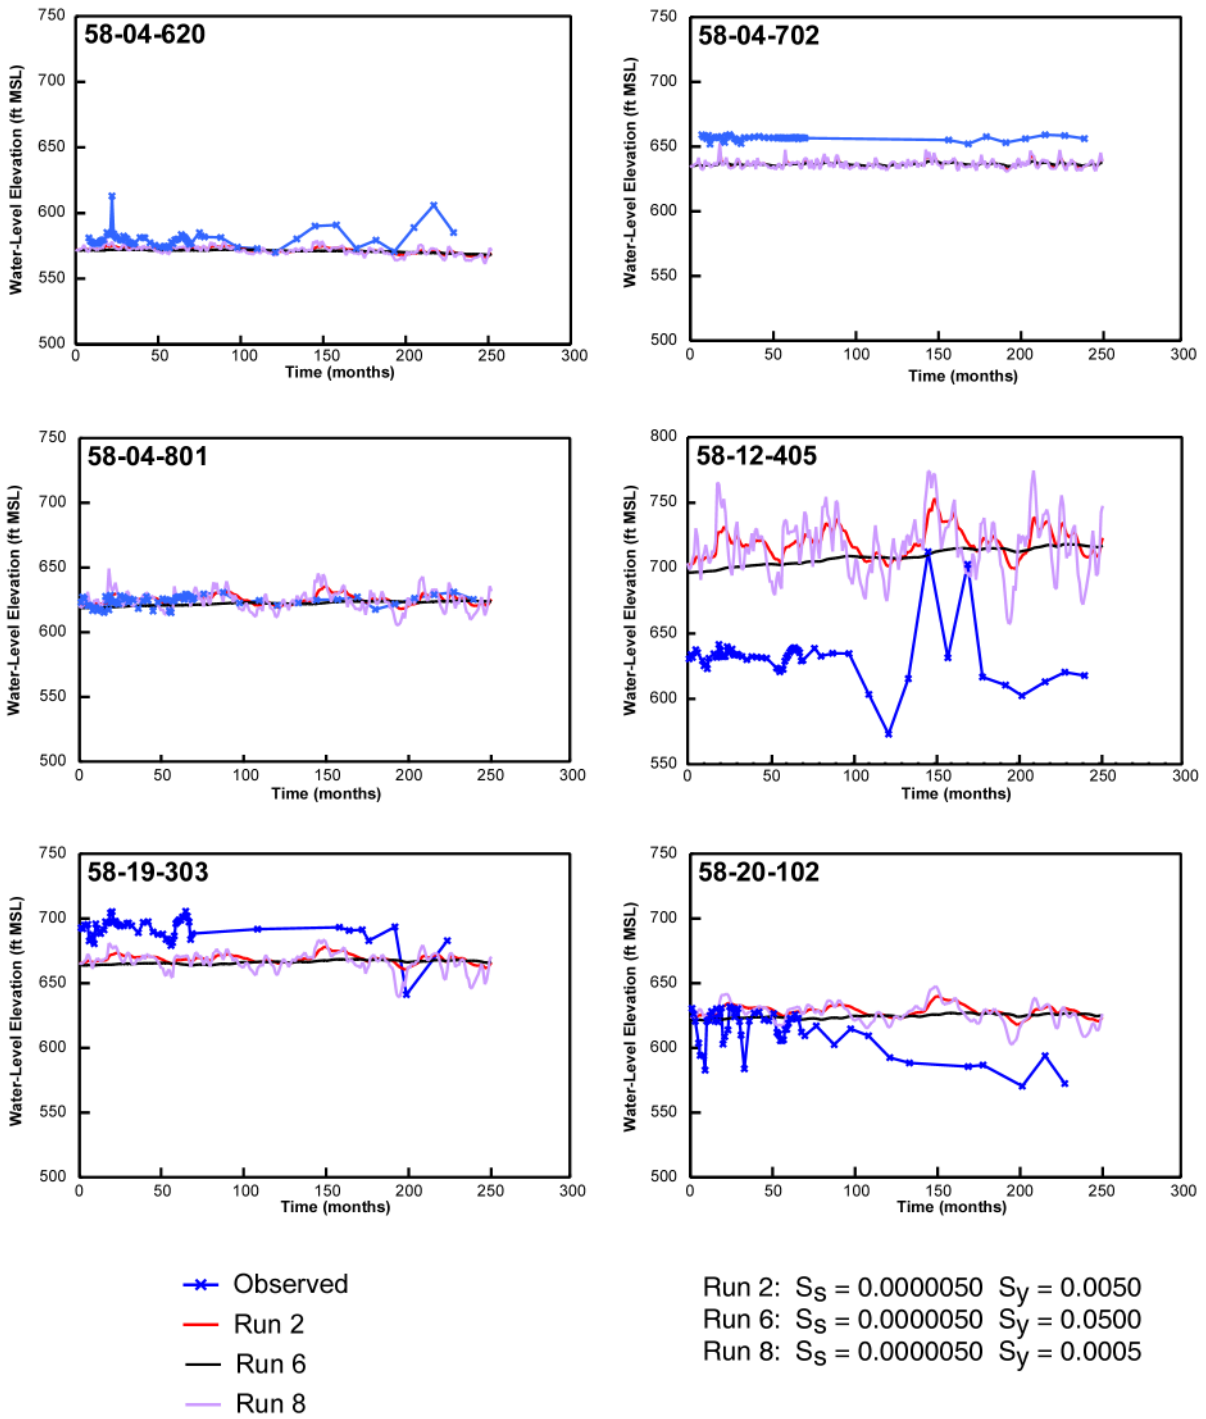 58-04-620
750
700
650
600
550
500
0 50 100 150 200 250 300
Water-Level Elevation (ft MSL)
Time (months)
58-04-702
750
700
650
600
550
500
0 50 100 150 200 250 300
Water-Level Elevation (ft MSL)
Time (months)
58-04-801
750
700
650
600
550
500
0 50 100 150 200 250 300
Water-Level Elevation (ft MSL)
Time (months)
58-12-405
800
750
700
650
600
550
0 50 100 150 200 250 300
Water-Level Elevation (ft MSL)
Time (months)
58-19-303
750
700
650
600
550
500
0 50 100 150 200 250 300
Water-Level Elevation (ft MSL)
Time (months)
58-20-102
750
700
650
600
550
500
0 50 100 150 200 250 300
Water-Level Elevation (ft MSL)
Time (months)
Observed
Run 2
Run 6
Run 8
Run 2: Ss = 0.0000050 Sy = 0.0050
Run 6: Ss = 0.0000050 Sy = 0.0500
Run 8: Ss = 0.0000050 Sy = 0.0005